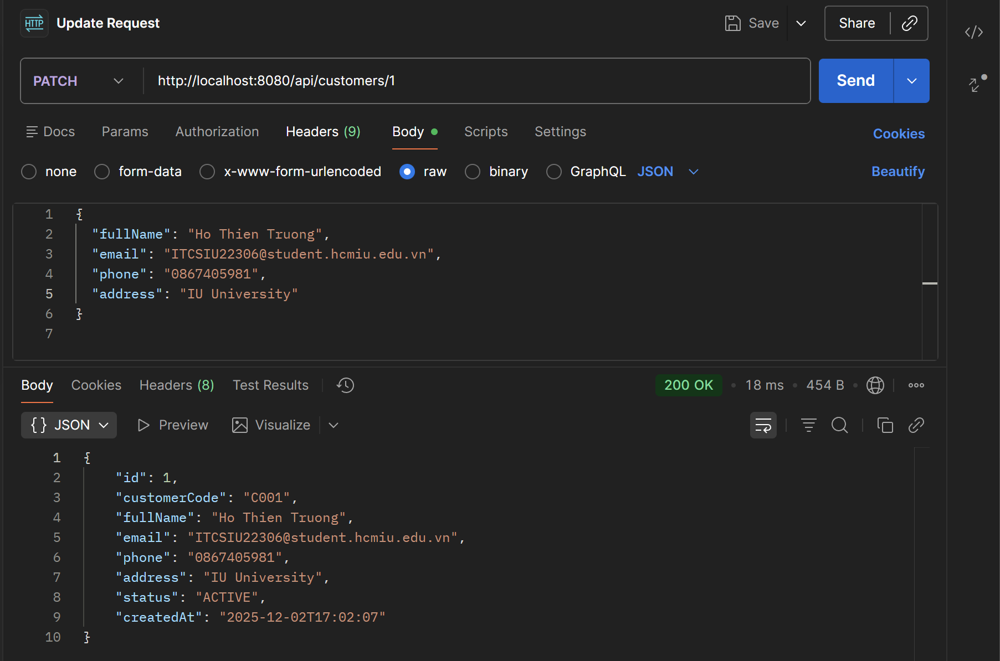 HTTP Update Request Save Share
PATCH http://localhost:8080/api/customers/1 Send
Docs Params Authorization Headers (9) Body Scripts Settings Cookies
none form-data x-www-form-urlencoded raw binary GraphQL JSON Beautify
1 {
2 "fullName": "Ho Thien Truong",
3 "email": "ITCSIU22306@student.hcmiu.edu.vn",
4 "phone": "0867405981",
5 "address": "IU University"
6 }
7
Body Cookies Headers (8) Test Results 200 OK • 18 ms • 454 B •
{} JSON Preview Visualize
1 {
2 "id": 1,
3 "customerCode": "C001",
4 "fullName": "Ho Thien Truong",
5 "email": "ITCSIU22306@student.hcmiu.edu.vn",
6 "phone": "0867405981",
7 "address": "IU University",
8 "status": "ACTIVE",
9 "createdAt": "2025-12-02T17:02:07"
10 }